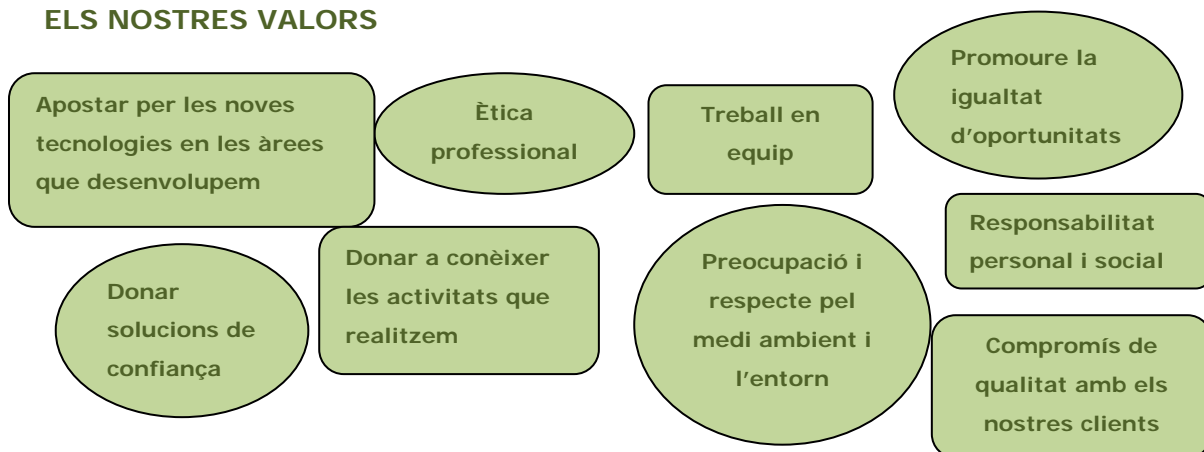 ELS NOSTRES VALORS
Apostar per les noves
tecnologies en les àrees
que desenvolupem
Ètica
professional
Treball en
equip
Promoure la
igualtat
d'oportunitats
Donar
solucions de
confiança
Donar a conèixer
les activitats que
realitzem
Preocupació i
respecte pel
medi ambient i
l'entorn
Responsabilitat
personal i social
Compromís de
qualitat amb els
nostres clients